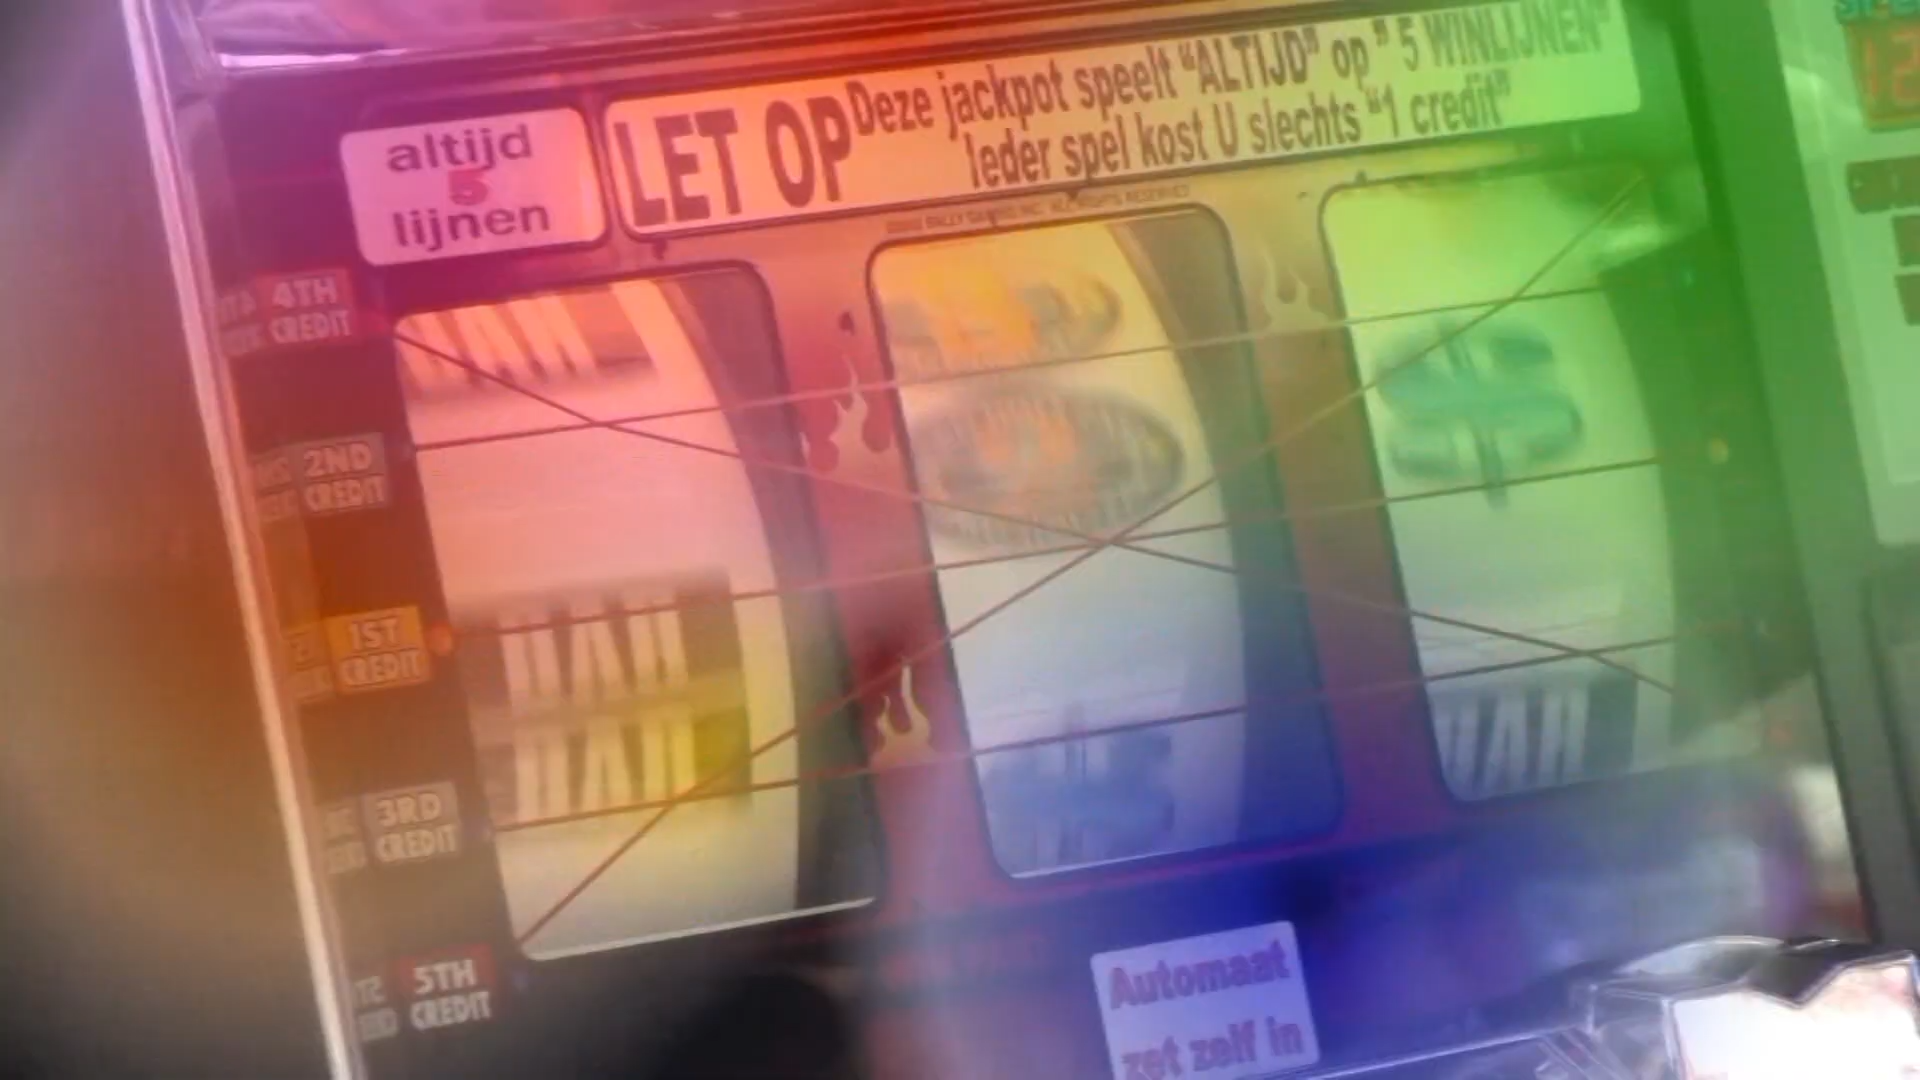 altijd
5
lijnen
LET OP
Deze jackpot speelt “ALTIJD” op ” 5 WINLIJNEN”
Ieder spel kost U slechts “1 credit”
4TH
CREDIT
2ND
CREDIT
1ST
CREDIT
3RD
CREDIT
5TH
CREDIT
Automaat
zet zelf in